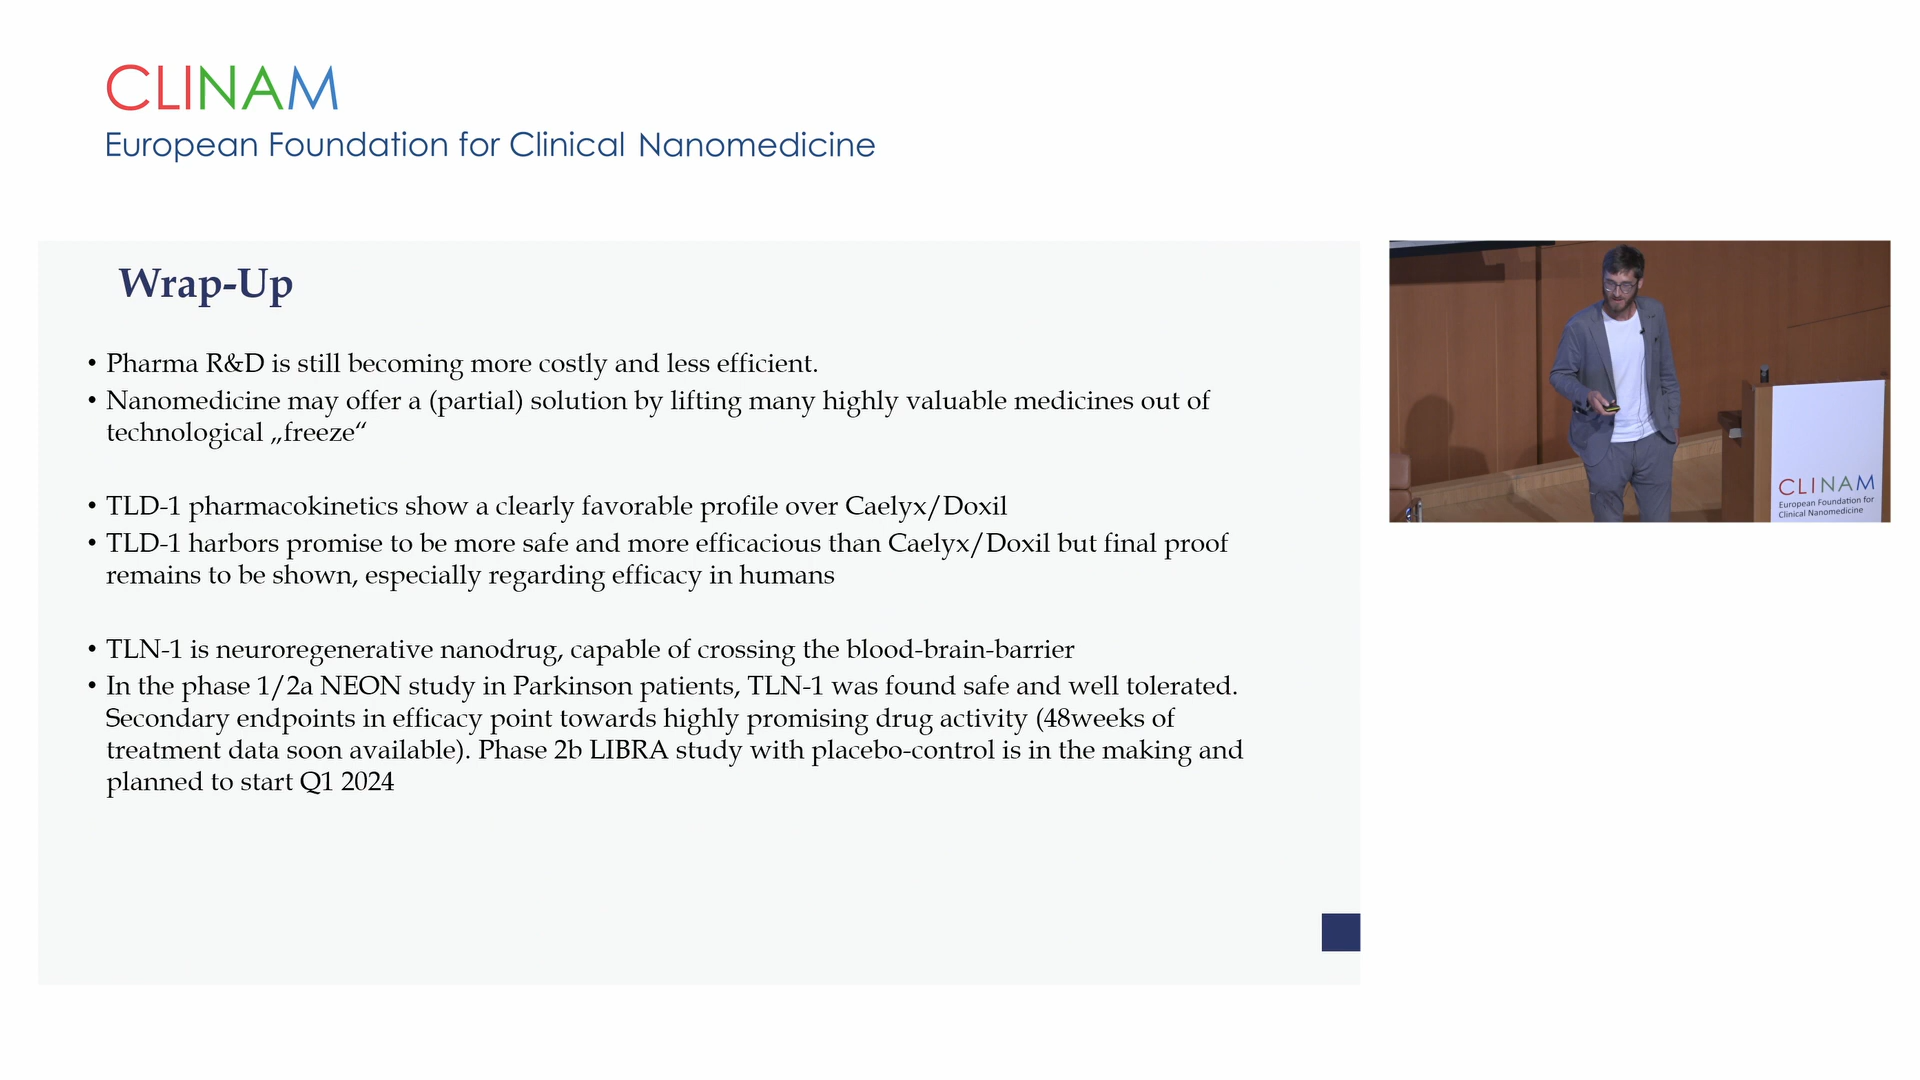 CLINAM
European Foundation for Clinical Nanomedicine
Wrap-Up
• Pharma R&D is still becoming more costly and less efficient.
• Nanomedicine may offer a (partial) solution by lifting many highly valuable medicines out of
technological „freeze“
• TLD-1 pharmacokinetics show a clearly favorable profile over Caelyx/Doxil
• TLD-1 harbors promise to be more safe and more efficacious than Caelyx/Doxil but final proof
remains to be shown, especially regarding efficacy in humans
• TLN-1 is neuroregenerative nanodrug, capable of crossing the blood-brain-barrier
• In the phase 1/2a NEON study in Parkinson patients, TLN-1 was found safe and well tolerated.
Secondary endpoints in efficacy point towards highly promising drug activity (48weeks of
treatment data soon available). Phase 2b LIBRA study with placebo-control is in the making and
planned to start Q1 2024
CLINAM
European Foundation for
Clinical Nanomedicine